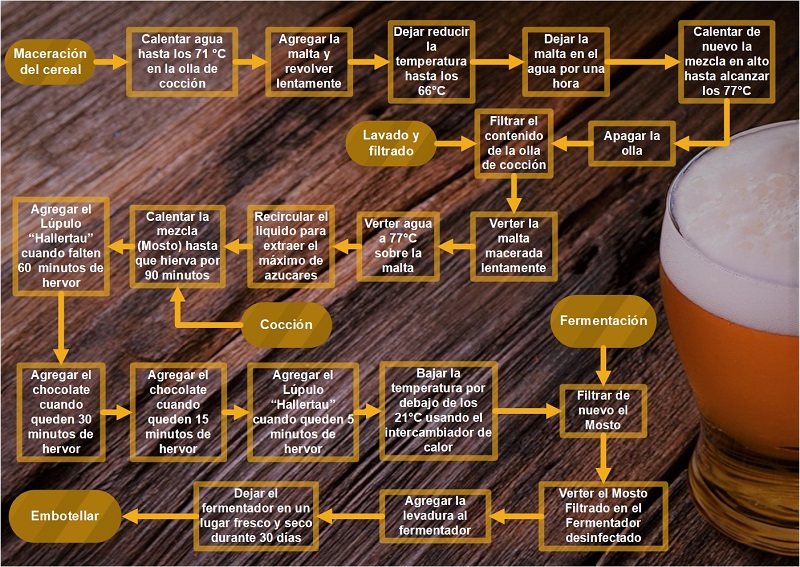 Maceración
del cereal
Calentar agua
hasta los 71 °C
en la olla de
cocción
Agregar la
malta y
revolver
lentamente
Dejar reducir
la
temperatura
hasta los
66°C
Dejar la
malta en el
agua por una
hora
Calentar de
nuevo la
mezcla en alto
hasta alcanzar
los 77°C
Apagar la
olla
Lavado y
filtrado
Filtrar el
contenido
de la olla
de cocción
Verter la
malta
macerada
lentamente
Verter agua
a 77°C
sobre la
malta
Recircular el
liquido para
extraer el
máximo de
azucares
Calentar la
mezcla
(Mosto) hasta
que hierva por
90 minutos
Agregar el
Lúpulo
“Hallertau”
cuando falten
60 minutos de
hervor
Cocción
Agregar el
chocolate
cuando
queden 30
minutos de
hervor
Agregar el
chocolate
cuando
queden 15
minutos de
hervor
Agregar el
Lúpulo
“Hallertau”
cuando queden 5
minutos de
hervor
Bajar la
temperatura por
debajo de los
21°C usando el
intercambiador de
calor
Fermentación
Filtrar de
nuevo el
Mosto
Verter el Mosto
Filtrado en el
Fermentador
desinfectado
Agregar la
levadura al
fermentador
Dejar el
fermentador en un
lugar fresco y seco
durante 30 días
Embotellar